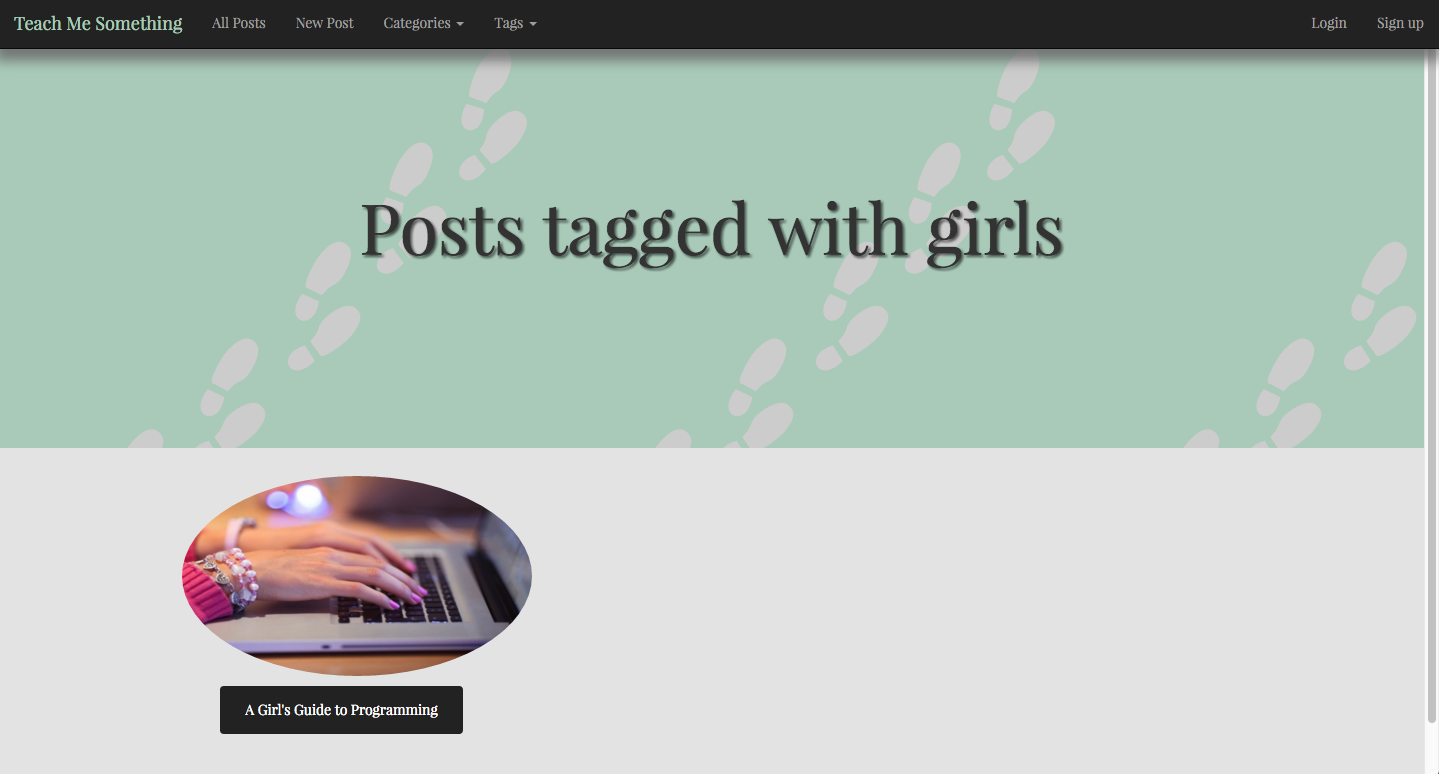 Teach Me Something All Posts New Post Categories Tags Login Sign up
Posts tagged with girls
A Girl's Guide to Programming